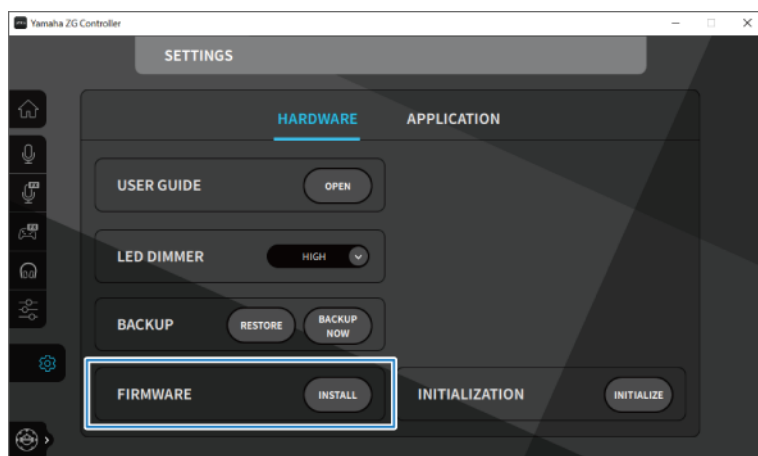 Yamaha ZG Controller
SETTINGS
HARDWARE
APPLICATION
USER GUIDE
OPEN
LED DIMMER
HIGH
BACKUP
RESTORE
BACKUP
NOW
FIRMWARE
INSTALL
INITIALIZATION
INITIALIZE